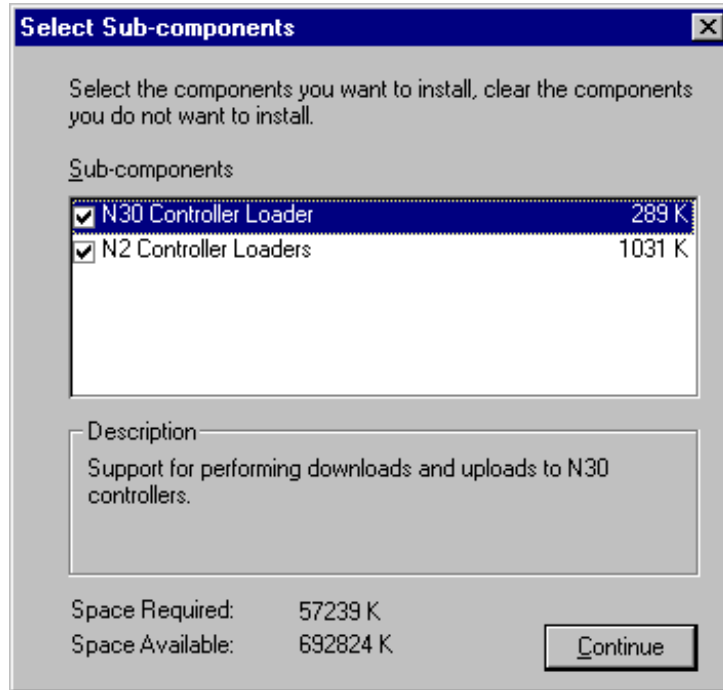 Select Sub-components
Select the components you want to install, clear the components
you do not want to install.
Sub-components
N30 Controller Loader 289 K
N2 Controller Loaders 1031 K
Description
Support for performing downloads and uploads to N30
controllers.
Space Required: 57239 K
Space Available: 692824 K
Continue